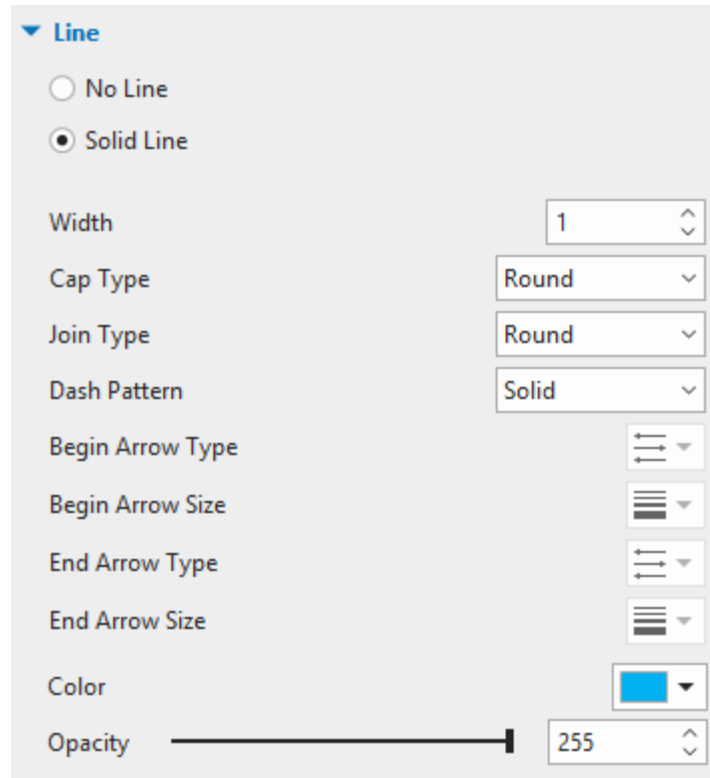 Line
No Line
Solid Line
Width 1
Cap Type Round
Join Type Round
Dash Pattern Solid
Begin Arrow Type
Begin Arrow Size
End Arrow Type
End Arrow Size
Color
Opacity 255